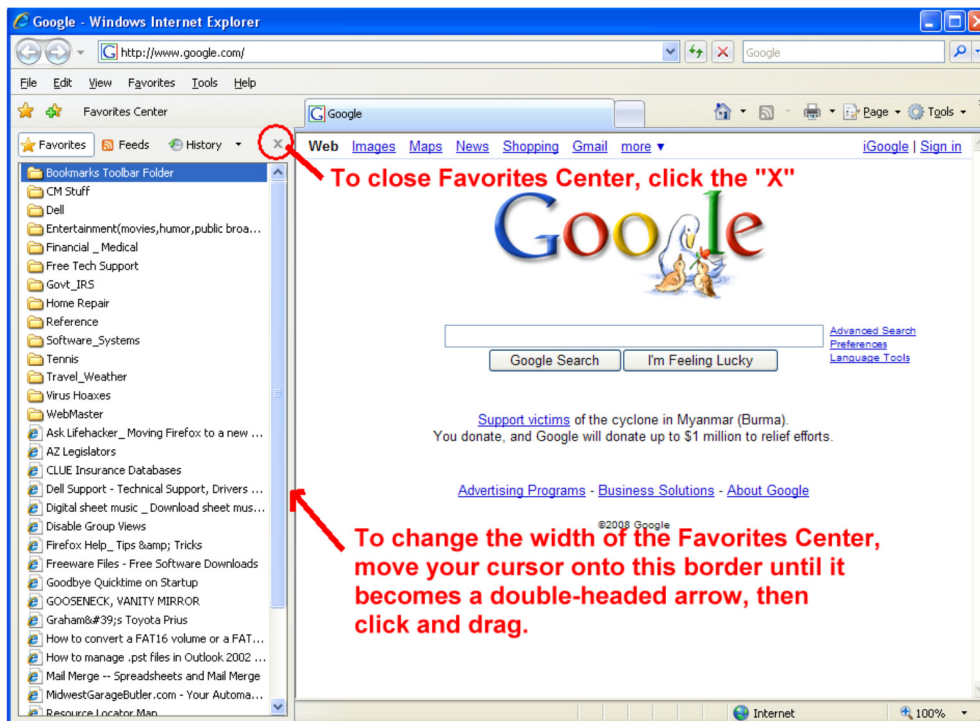 Google - Windows Internet Explorer
http://www.google.com/
Google
File Edit View Favorites Tools Help
Favorites Center
Google
Page Tools
Favorites Feeds History X
Web Images Maps News Shopping Gmail more ▼ iGoogle | Sign in
To close Favorites Center, click the "X"
Bookmarks Toolbar Folder
CM Stuff
Dell
Entertainment(movies,humor,public broa...
Financial _ Medical
Free Tech Support
Govt_IRS
Home Repair
Reference
Software_Systems
Tennis
Travel_Weather
Virus Hoaxes
WebMaster
Ask Lifehacker_ Moving Firefox to a new ...
AZ Legislators
CLUE Insurance Databases
Dell Support - Technical Support, Drivers ...
Digital sheet music _ Download sheet mus...
Disable Group Views
Firefox Help_ Tips &amp; Tricks
Freeware Files - Free Software Downloads
Goodbye Quicktime on Startup
GOOSENECK, VANITY MIRROR
Graham&#39;s Toyota Prius
How to convert a FAT16 volume or a FAT...
How to manage .pst files in Outlook 2002 ...
Mail Merge -- Spreadsheets and Mail Merge
MidwestGarageButler.com - Your Automa...
Resource Locator Map
Google
Advanced Search
Preferences
Language Tools
Google Search I'm Feeling Lucky
Support victims of the cyclone in Myanmar (Burma).
You donate, and Google will donate up to $1 million to relief efforts.
Advertising Programs - Business Solutions - About Google
©2008 Google
To change the width of the Favorites Center,
move your cursor onto this border until it
becomes a double-headed arrow, then
click and drag.
Internet 100%